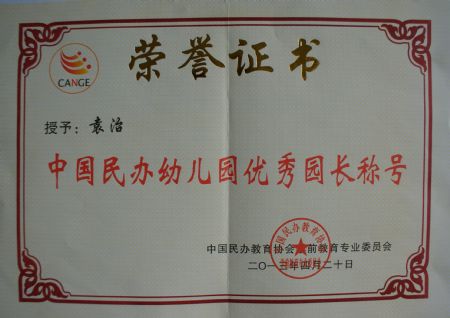 荣誉证书
CANGE
授予：袁治
中国民办幼儿园优秀园长称号
中国民办教育协会学前教育专业委员会
二〇一三年四月二十日